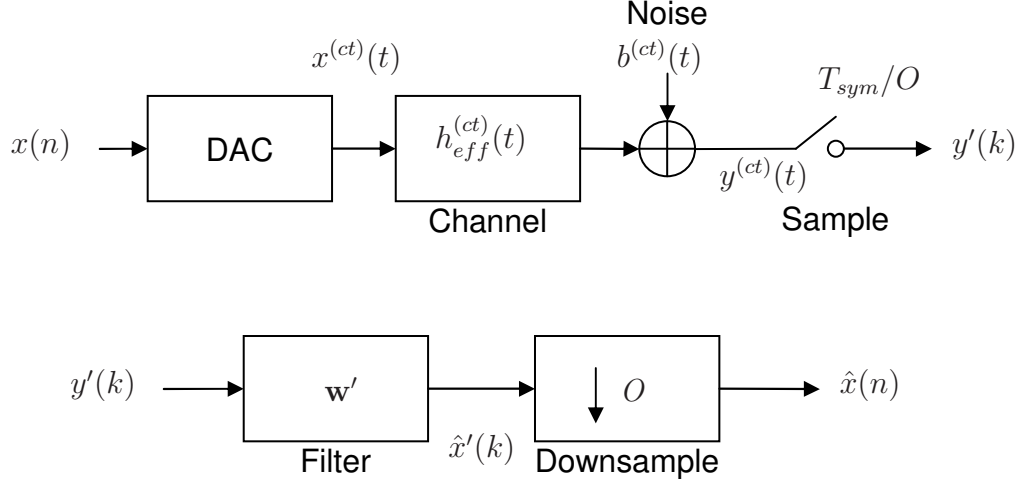 Noise
x^{(ct)}(t)
b^{(ct)}(t)
T_{sym}/O
x(n)
DAC
h_{eff}^{(ct)}(t)
y'(k)
y^{(ct)}(t)
Channel
Sample
y'(k)
w'
O
x̂(n)
x̂'(k)
Filter
Downsample